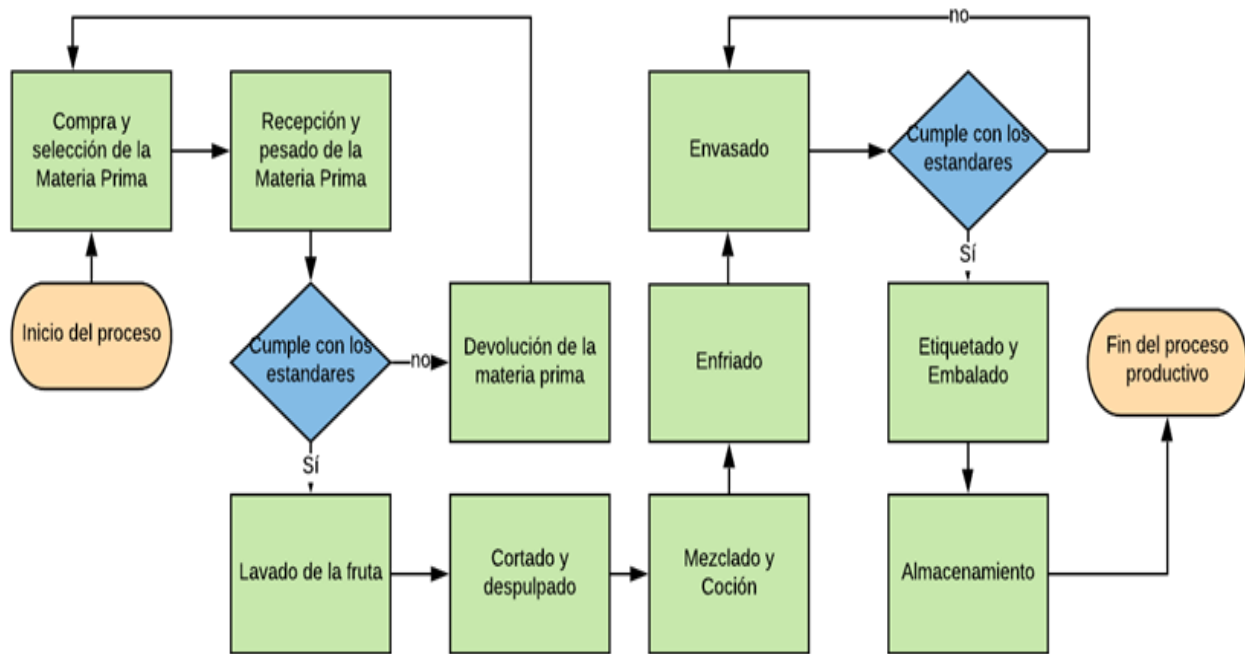 no
Compra y
selección de la
Materia Prima
Recepción y
pesado de la
Materia Prima
Envasado
Cumple con los
estandares
Sí
Inicio del proceso
Cumple con los
estandares
no
Devolución de la
materia prima
Enfriado
Etiquetado y
Embalado
Fin del proceso
productivo
Sí
Lavado de la fruta
Cortado y
despulpado
Mezclado y
Coción
Almacenamiento